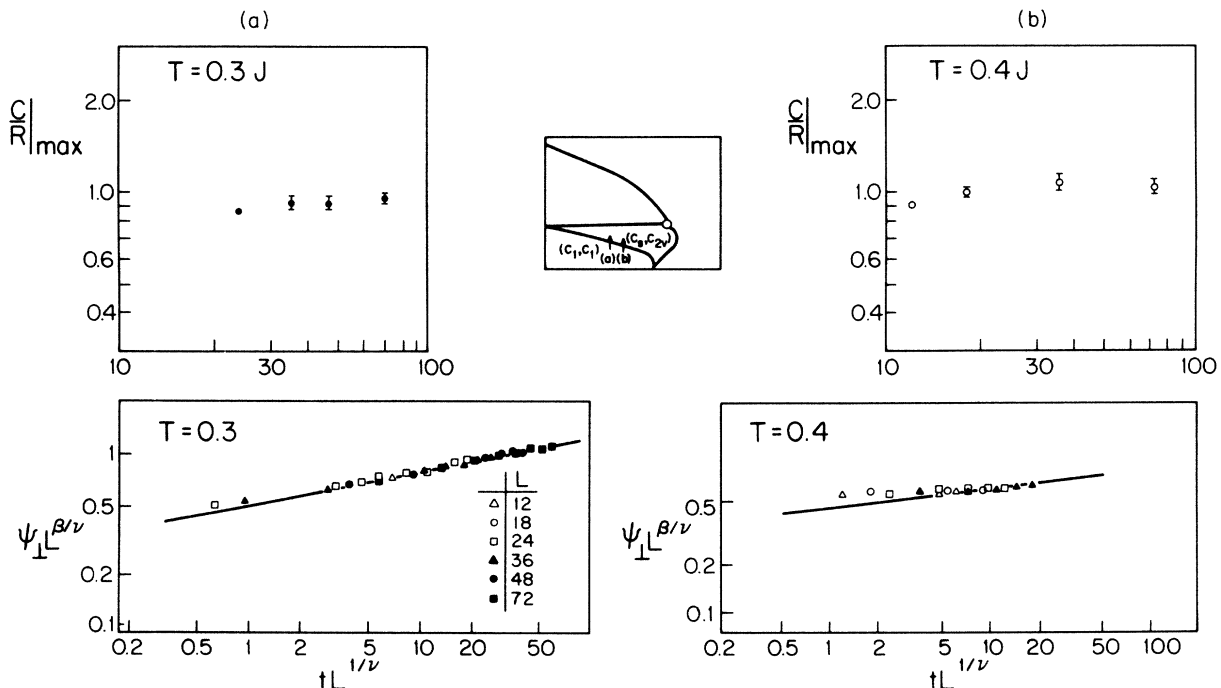 (a)
T = 0.3 J
C/R|max
2.0
1.0
0.6
0.4
10
30
100
(C₁,C₁)
(a)
(b)
(Cₛ,C₂ᵥ)
(b)
T = 0.4 J
C/R|max
2.0
1.0
0.6
0.4
10
30
100
T = 0.3
ψ⊥L^β/ν
1
0.5
0.2
0.1
0.2
0.5
1
2
5
10
20
50
tL^1/ν
L
△ 12
○ 18
□ 24
▲ 36
● 48
■ 72
T = 0.4
ψ⊥L^β/ν
0.5
0.2
0.1
0.2
0.5
1
2
5
10
20
50
100
tL^1/ν